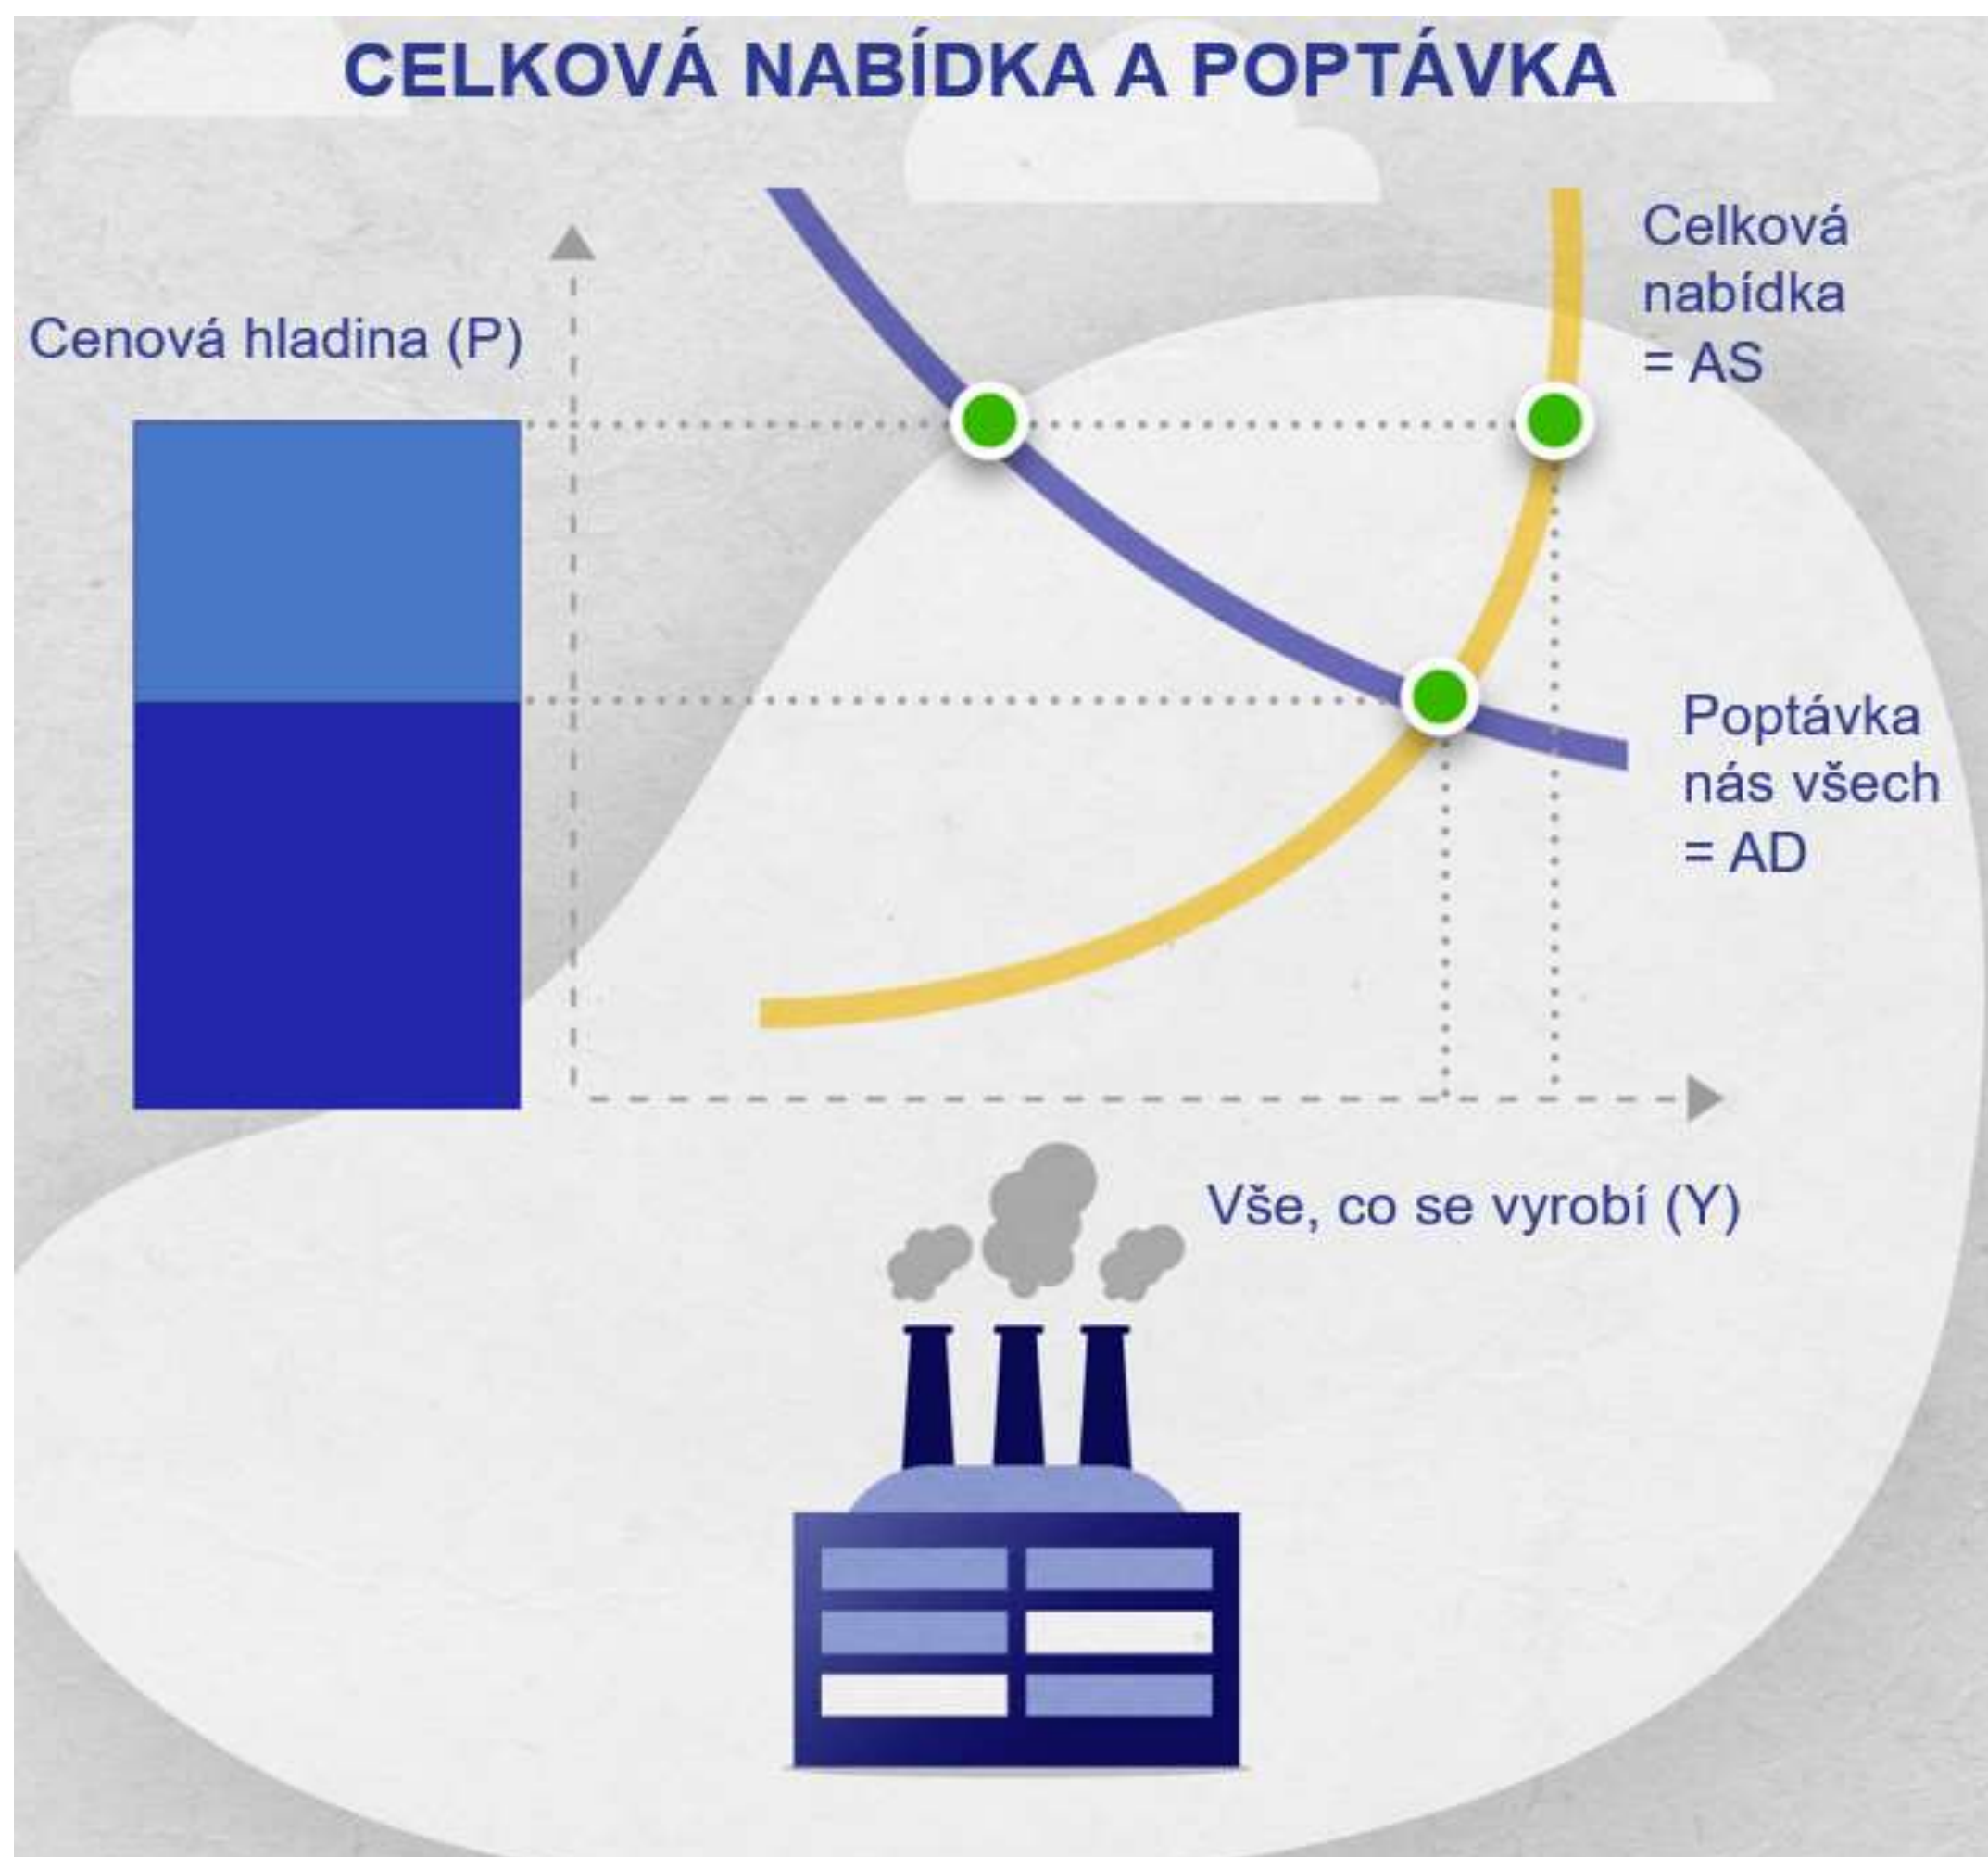 CELKOVÁ NABÍDKA A POPTÁVKA
Celková
nabídka
= AS
Cenová hladina (P)
Poptávka
nás všech
= AD
Vše, co se vyrobí (Y)